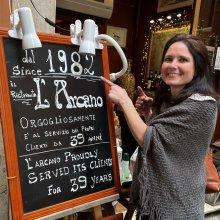 dal 1982
Since
Ristorante
L'Arcano
ORGOGLIOSAMENTE
È AL SERVIZIO DEI PROPRI
CLIENTI DA 39 ANNI
L'ARCANO PROUDLY
SERVED ITS CLIENTS
FOR 39 YEARS